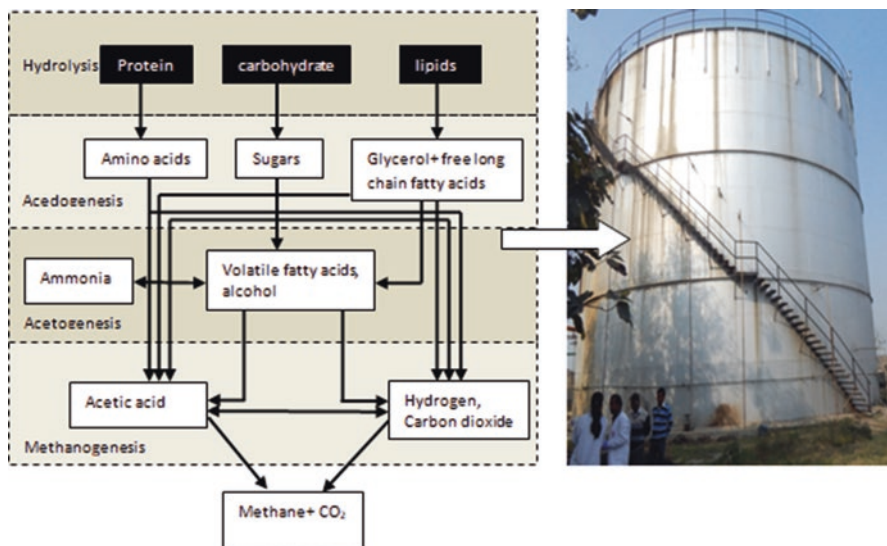 Hydrolysis
Protein
carbohydrate
lipids
Amino acids
Sugars
Glycerol+ free long
chain fatty acids
Acedogenesis
Ammonia
Volatile fatty acids,
alcohol
Acetogenesis
Acetic acid
Hydrogen,
Carbon dioxide
Methanogenesis
Methane+ CO₂